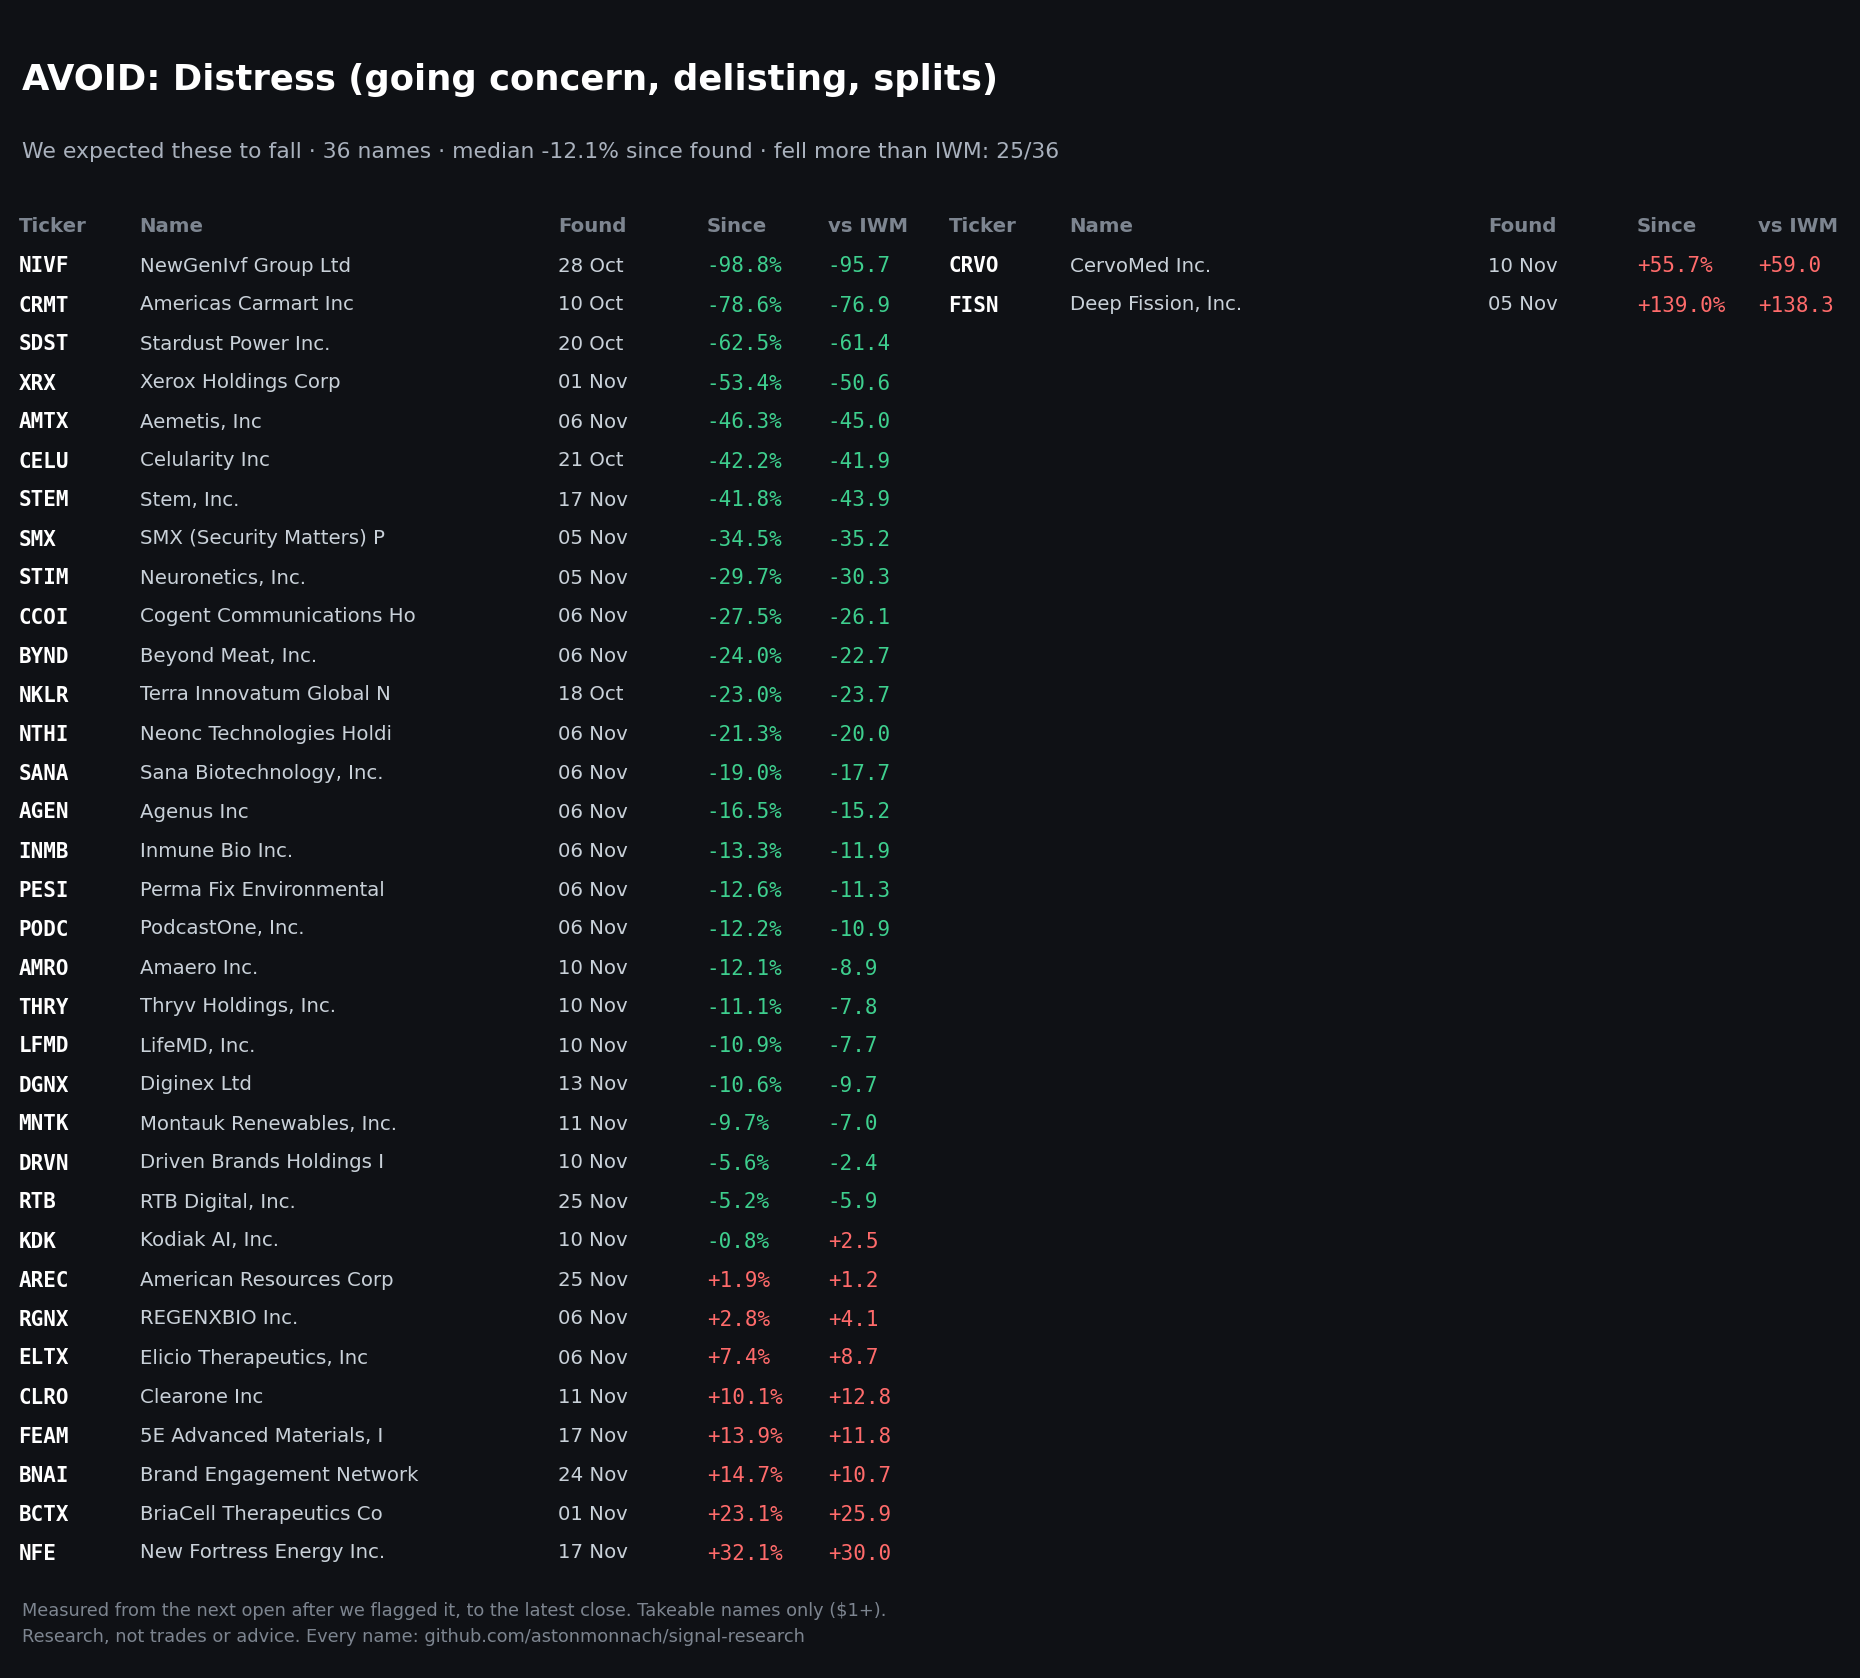 AVOID: Distress (going concern, delisting, splits)
We expected these to fall · 36 names · median -12.1% since found · fell more than IWM: 25/36
Ticker Name Found Since vs IWM Ticker Name Found Since vs IWM
NIVF NewGenIvf Group Ltd 28 Oct -98.8% -95.7 CRVO CervoMed Inc. 10 Nov +55.7% +59.0
CRMT Americas Carmart Inc 10 Oct -78.6% -76.9 FISN Deep Fission, Inc. 05 Nov +139.0% +138.3
SDST Stardust Power Inc. 20 Oct -62.5% -61.4
XRX Xerox Holdings Corp 01 Nov -53.4% -50.6
AMTX Aemetis, Inc 06 Nov -46.3% -45.0
CELU Celularity Inc 21 Oct -42.2% -41.9
STEM Stem, Inc. 17 Nov -41.8% -43.9
SMX SMX (Security Matters) P 05 Nov -34.5% -35.2
STIM Neuronetics, Inc. 05 Nov -29.7% -30.3
CCOI Cogent Communications Ho 06 Nov -27.5% -26.1
BYND Beyond Meat, Inc. 06 Nov -24.0% -22.7
NKLR Terra Innovatum Global N 18 Oct -23.0% -23.7
NTHI Neonc Technologies Holdi 06 Nov -21.3% -20.0
SANA Sana Biotechnology, Inc. 06 Nov -19.0% -17.7
AGEN Agenus Inc 06 Nov -16.5% -15.2
INMB Inmune Bio Inc. 06 Nov -13.3% -11.9
PESI Perma Fix Environmental 06 Nov -12.6% -11.3
PODC PodcastOne, Inc. 06 Nov -12.2% -10.9
AMRO Amaero Inc. 10 Nov -12.1% -8.9
THRY Thryv Holdings, Inc. 10 Nov -11.1% -7.8
LFMD LifeMD, Inc. 10 Nov -10.9% -7.7
DGNX Diginex Ltd 13 Nov -10.6% -9.7
MNTK Montauk Renewables, Inc. 11 Nov -9.7% -7.0
DRVN Driven Brands Holdings I 10 Nov -5.6% -2.4
RTB RTB Digital, Inc. 25 Nov -5.2% -5.9
KDK Kodiak AI, Inc. 10 Nov -0.8% +2.5
AREC American Resources Corp 25 Nov +1.9% +1.2
RGNX REGENXBIO Inc. 06 Nov +2.8% +4.1
ELTX Elicio Therapeutics, Inc 06 Nov +7.4% +8.7
CLRO Clearone Inc 11 Nov +10.1% +12.8
FEAM 5E Advanced Materials, I 17 Nov +13.9% +11.8
BNAI Brand Engagement Network 24 Nov +14.7% +10.7
BCTX BriaCell Therapeutics Co 01 Nov +23.1% +25.9
NFE New Fortress Energy Inc. 17 Nov +32.1% +30.0
Measured from the next open after we flagged it, to the latest close. Takeable names only ($1+).
Research, not trades or advice. Every name: github.com/astonmonnach/signal-research